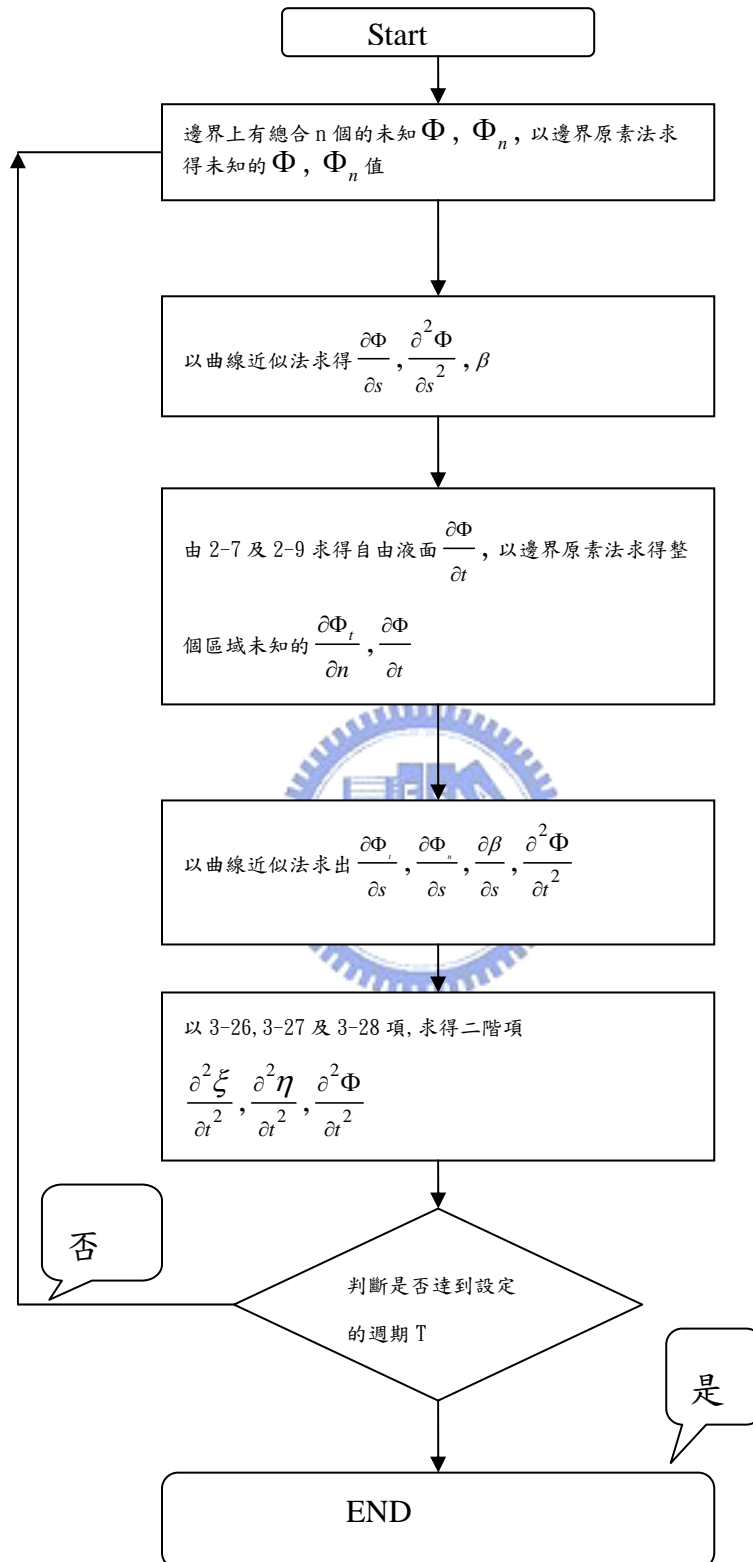 Start
邊界上有總合 n 個的未知 Φ , Φₙ , 以邊界原素法求
得未知的 Φ , Φₙ 值
以曲線近似法求得 ∂Φ/∂s , ∂²Φ/∂s² , β
由 2-7 及 2-9 求得自由液面 ∂Φ/∂t , 以邊界原素法求得整
個區域未知的 ∂Φₜ/∂n , ∂Φ/∂t
以曲線近似法求出 ∂Φₜ/∂s , ∂Φₙ/∂s , ∂β/∂s , ∂²Φ/∂t²
以 3-26, 3-27 及 3-28 項, 求得二階項
∂²ξ/∂t² , ∂²η/∂t² , ∂²Φ/∂t²
否
判斷是否達到設定
的週期 T
是
END